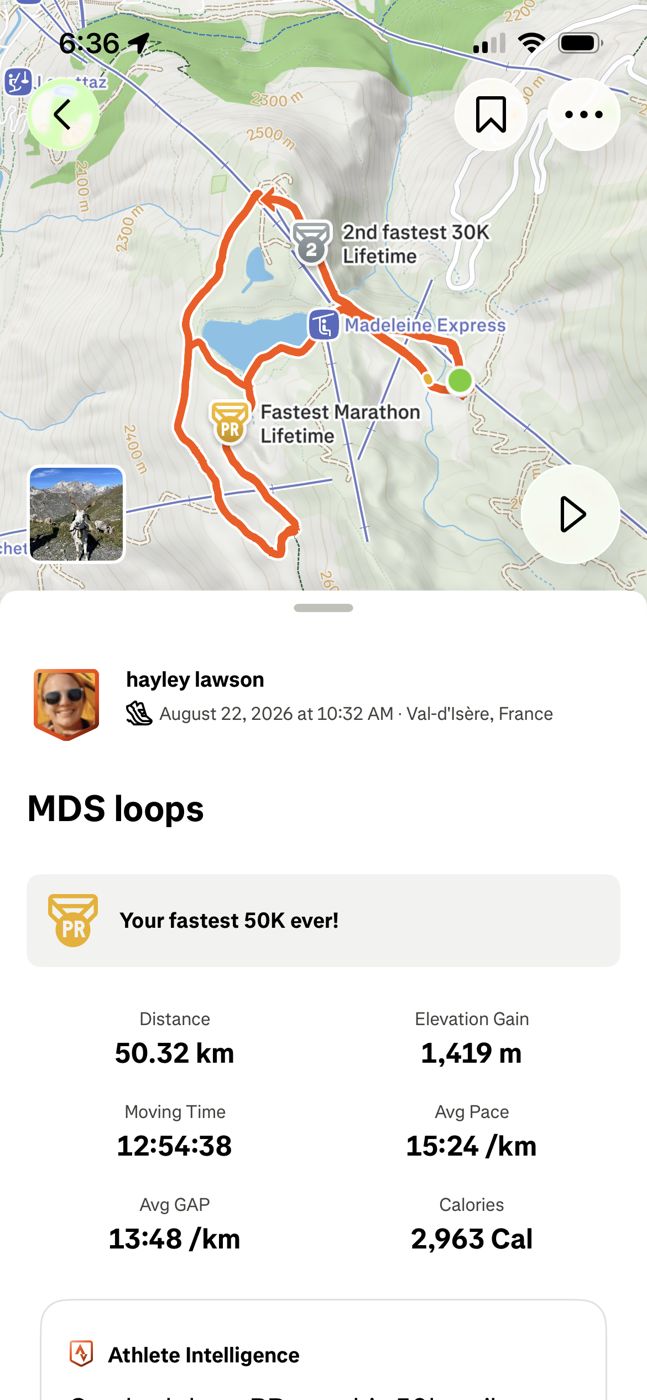 6:36
2200
2300 m
2500 m
2100 m
2300 m
2nd fastest 30K
Lifetime
2
Madeleine Express
Fastest Marathon
Lifetime
PR
2400 m
hayley lawson
August 22, 2026 at 10:32 AM · Val-d'Isère, France
MDS loops
PR
Your fastest 50K ever!
Distance
Elevation Gain
50.32 km
1,419 m
Moving Time
Avg Pace
12:54:38
15:24 /km
Avg GAP
Calories
13:48 /km
2,963 Cal
Athlete Intelligence